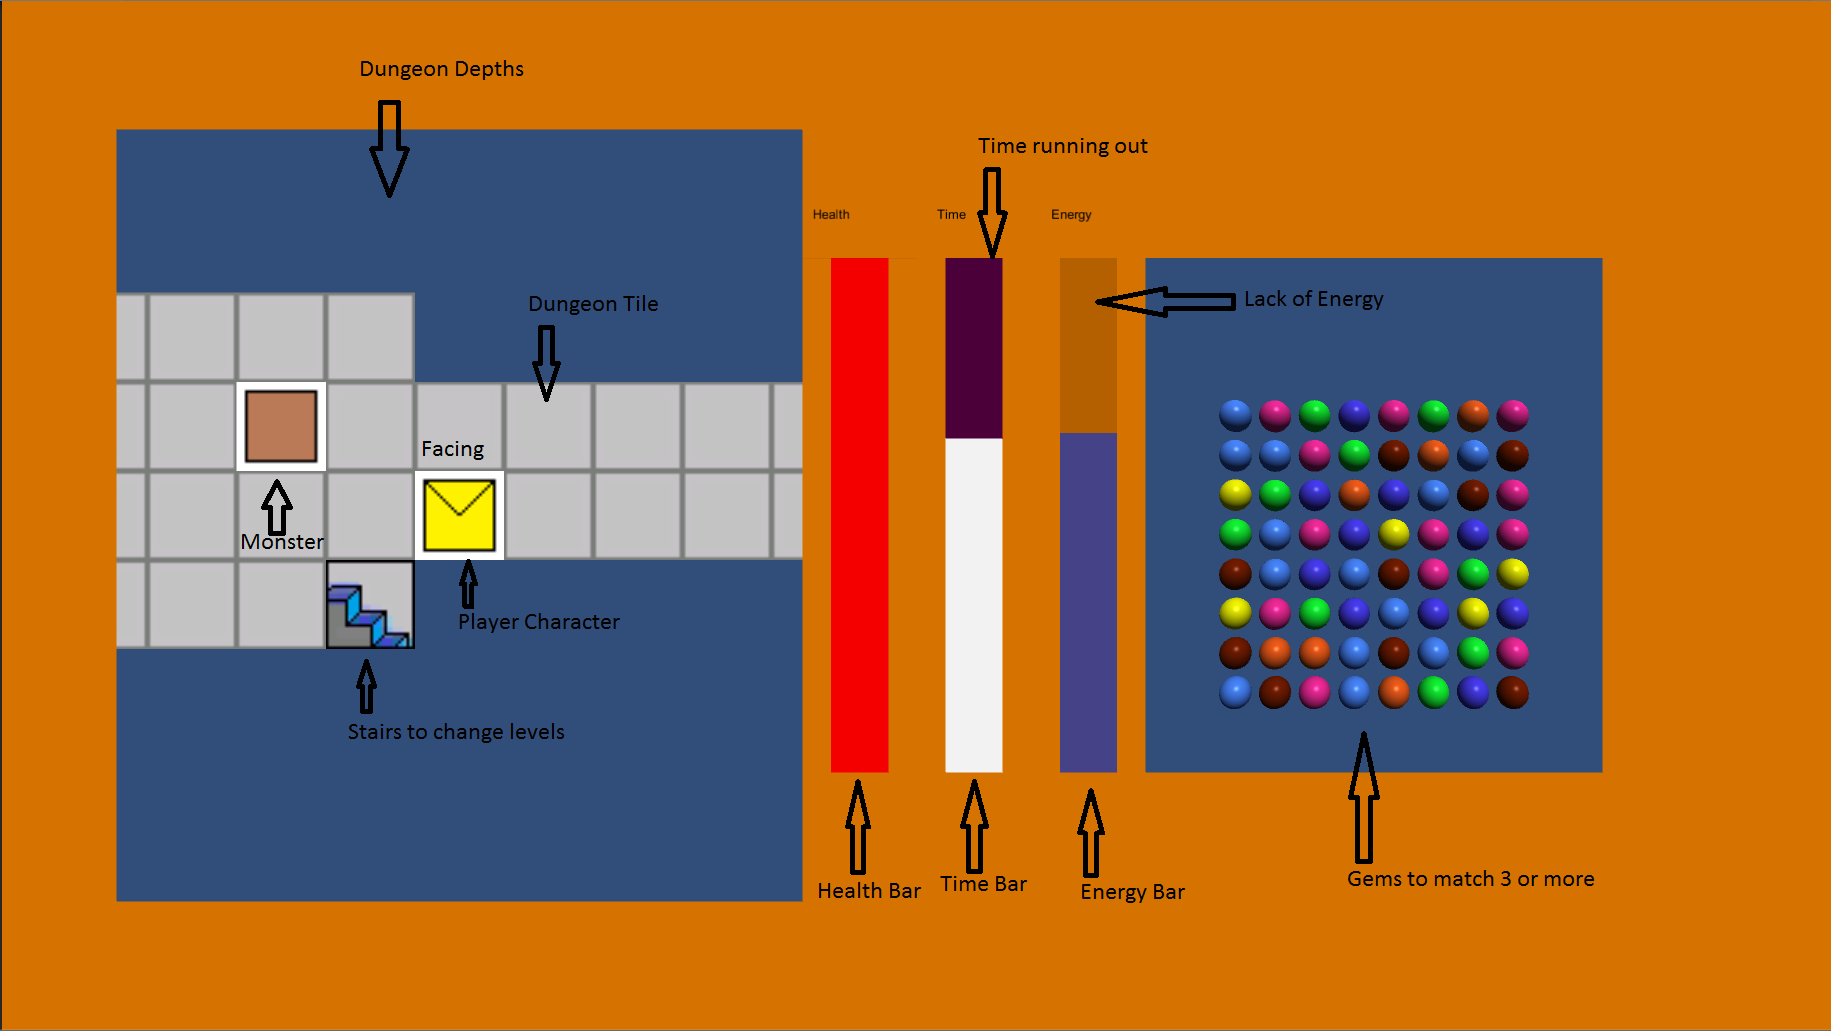 Dungeon Depths
Time running out
Health
Time
Energy
Dungeon Tile
Lack of Energy
Facing
Monster
Player Character
Stairs to change levels
Health Bar
Time Bar
Energy Bar
Gems to match 3 or more